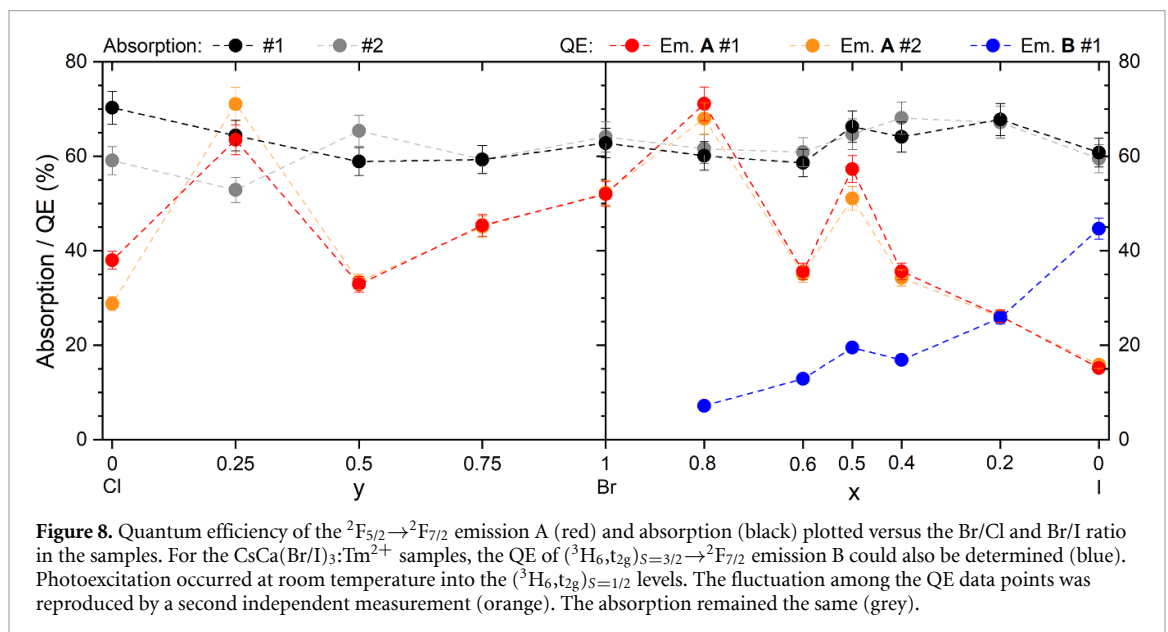 Absorption: #1 #2 QE: Em. A #1 Em. A #2 Em. B #1
80 80
60 60
40 40
20 20
0 0
Absorption / QE (%)
0 0.25 0.5 0.75 1 0.8 0.6 0.5 0.4 0.2 0
Cl y Br x I
Figure 8. Quantum efficiency of the ²F₅/₂→²F₇/₂ emission A (red) and absorption (black) plotted versus the Br/Cl and Br/I ratio
in the samples. For the CsCa(Br/I)₃:Tm²⁺ samples, the QE of (³H₆,t₂g)S=3/2→²F₇/₂ emission B could also be determined (blue).
Photoexcitation occurred at room temperature into the (³H₆,t₂g)S=1/2 levels. The fluctuation among the QE data points was
reproduced by a second independent measurement (orange). The absorption remained the same (grey).